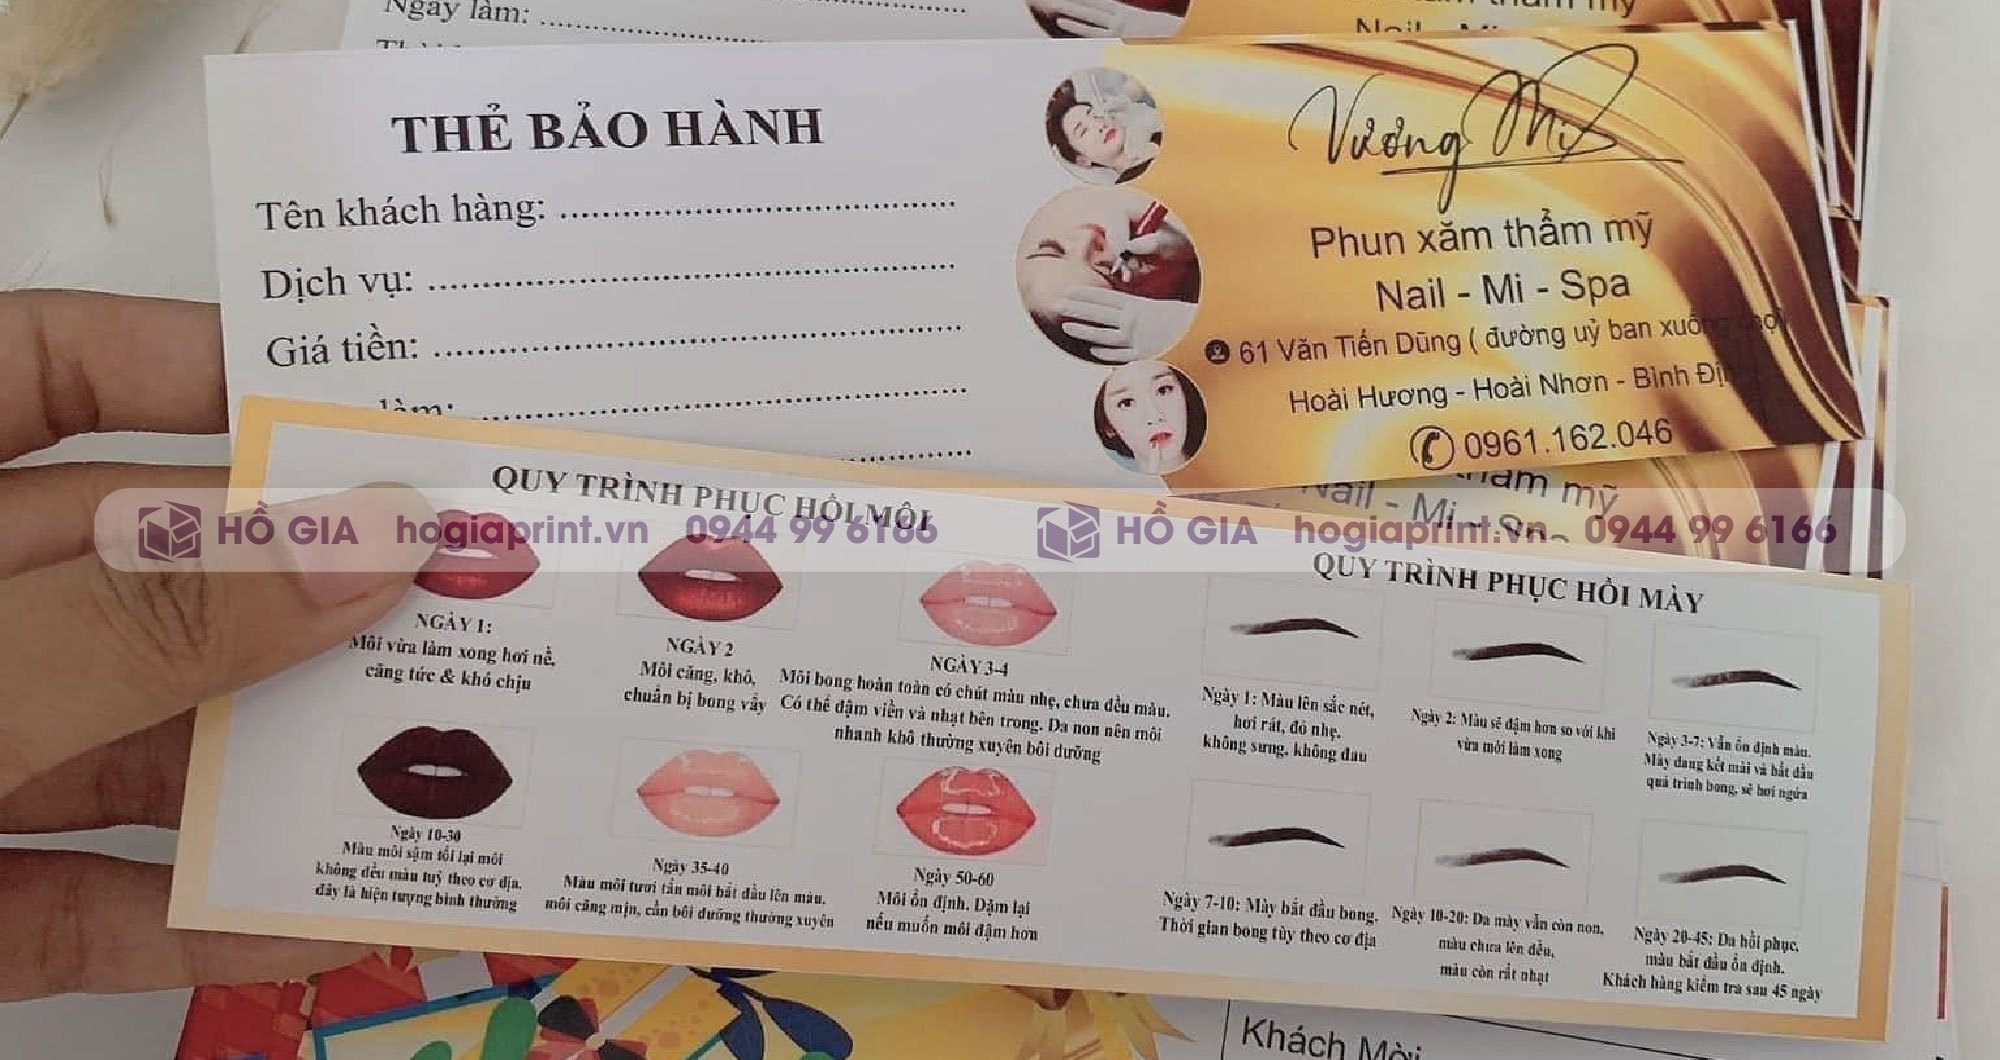 Ngày làm:
THẺ BẢO HÀNH
Tên khách hàng:
Dịch vụ:
Giá tiền:
làm:
Vương Mi
Phun xăm thẩm mỹ
Nail - Mi - Spa
61 Văn Tiến Dũng ( đường uỷ ban xuống chợ)
Hoài Hương - Hoài Nhơn - Bình Đị
0961.162.046
thẩm mỹ
Nail - Mi - Spa
HỒ GIA hogiaprint.vn 0944 99 6166
HỒ GIA hogiaprint.vn 0944 99 6166
QUY TRÌNH PHỤC HỒI MÔI
NGÀY 1:
Môi vừa làm xong hơi nề,
căng tức & khó chịu
NGÀY 2
Môi căng, khô,
chuẩn bị bong vẩy
NGÀY 3-4
Môi bong hoàn toàn có chút màu nhẹ, chưa đều màu.
Có thể đậm viền và nhạt bên trong. Da non nên môi
nhanh khô thường xuyên bôi dưỡng
Ngày 10-30
Màu môi sậm tối lại môi
không đều màu tuỳ theo cơ địa.
đây là hiện tượng bình thường
Ngày 35-40
Màu môi tươi tắn môi bắt đầu lên màu.
môi căng mịn, cần bôi dưỡng thường xuyên
Ngày 50-60
Môi ổn định. Dặm lại
nếu muốn môi đậm hơn
QUY TRÌNH PHỤC HỒI MÀY
Ngày 1: Màu lên sắc nét,
hơi rát, đỏ nhẹ.
không sưng, không đau
Ngày 2: Màu sẽ đậm hơn so với khi
vừa mới làm xong
Ngày 3-7: Vẫn ổn định màu.
Mày đang kết mài và bắt đầu
quá trình bong, sẽ hơi ngứa
Ngày 7-10: Mày bắt đầu bong.
Thời gian bong tùy theo cơ địa
Ngày 10-20: Da mày vẫn còn non,
màu chưa lên đều,
màu còn rất nhạt
Ngày 20-45: Da hồi phục,
màu bắt đầu ổn định.
Khách hàng kiểm tra sau 45 ngày
Khách Mời